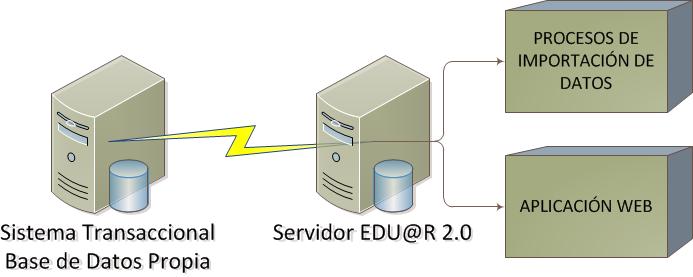 PROCESOS DE
IMPORTACIÓN DE
DATOS
APLICACIÓN WEB
Sistema Transaccional
Base de Datos Propia
Servidor EDU@R 2.0